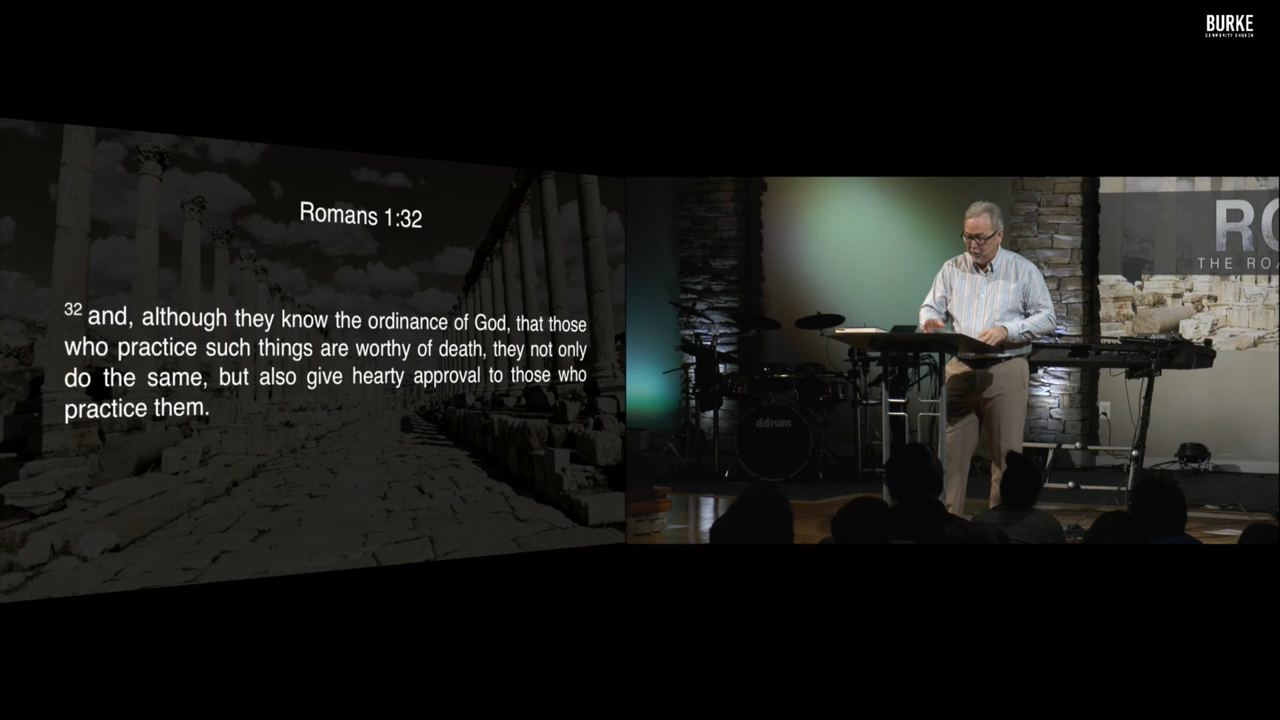 BURKE
COMMUNITY CHURCH
Romans 1:32
32 and, although they know the ordinance of God, that those
who practice such things are worthy of death, they not only
do the same, but also give hearty approval to those who
practice them.
RO
THE ROA
ddrum